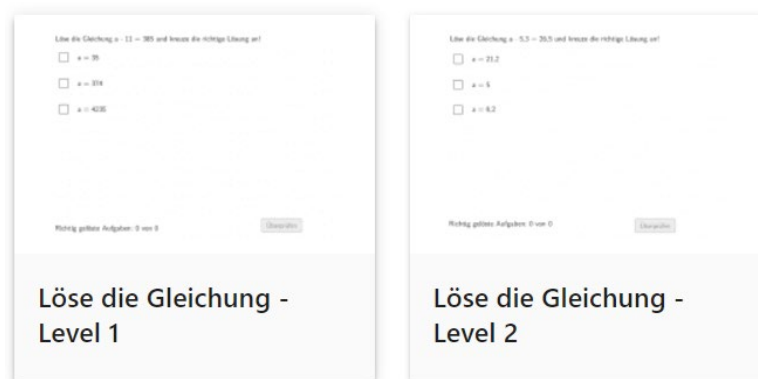 Löse die Gleichung a · 11 = 385 und kreuze die richtige Lösung an!
a = 35
a = 374
a = 4235
Richtig gelöste Aufgaben: 0 von 0
Überprüfen
Löse die Gleichung - Level 1
Löse die Gleichung a · 5,3 = 26,5 und kreuze die richtige Lösung an!
a = 21,2
a = 5
a = 6,2
Richtig gelöste Aufgaben: 0 von 0
Überprüfen
Löse die Gleichung -
Level 2